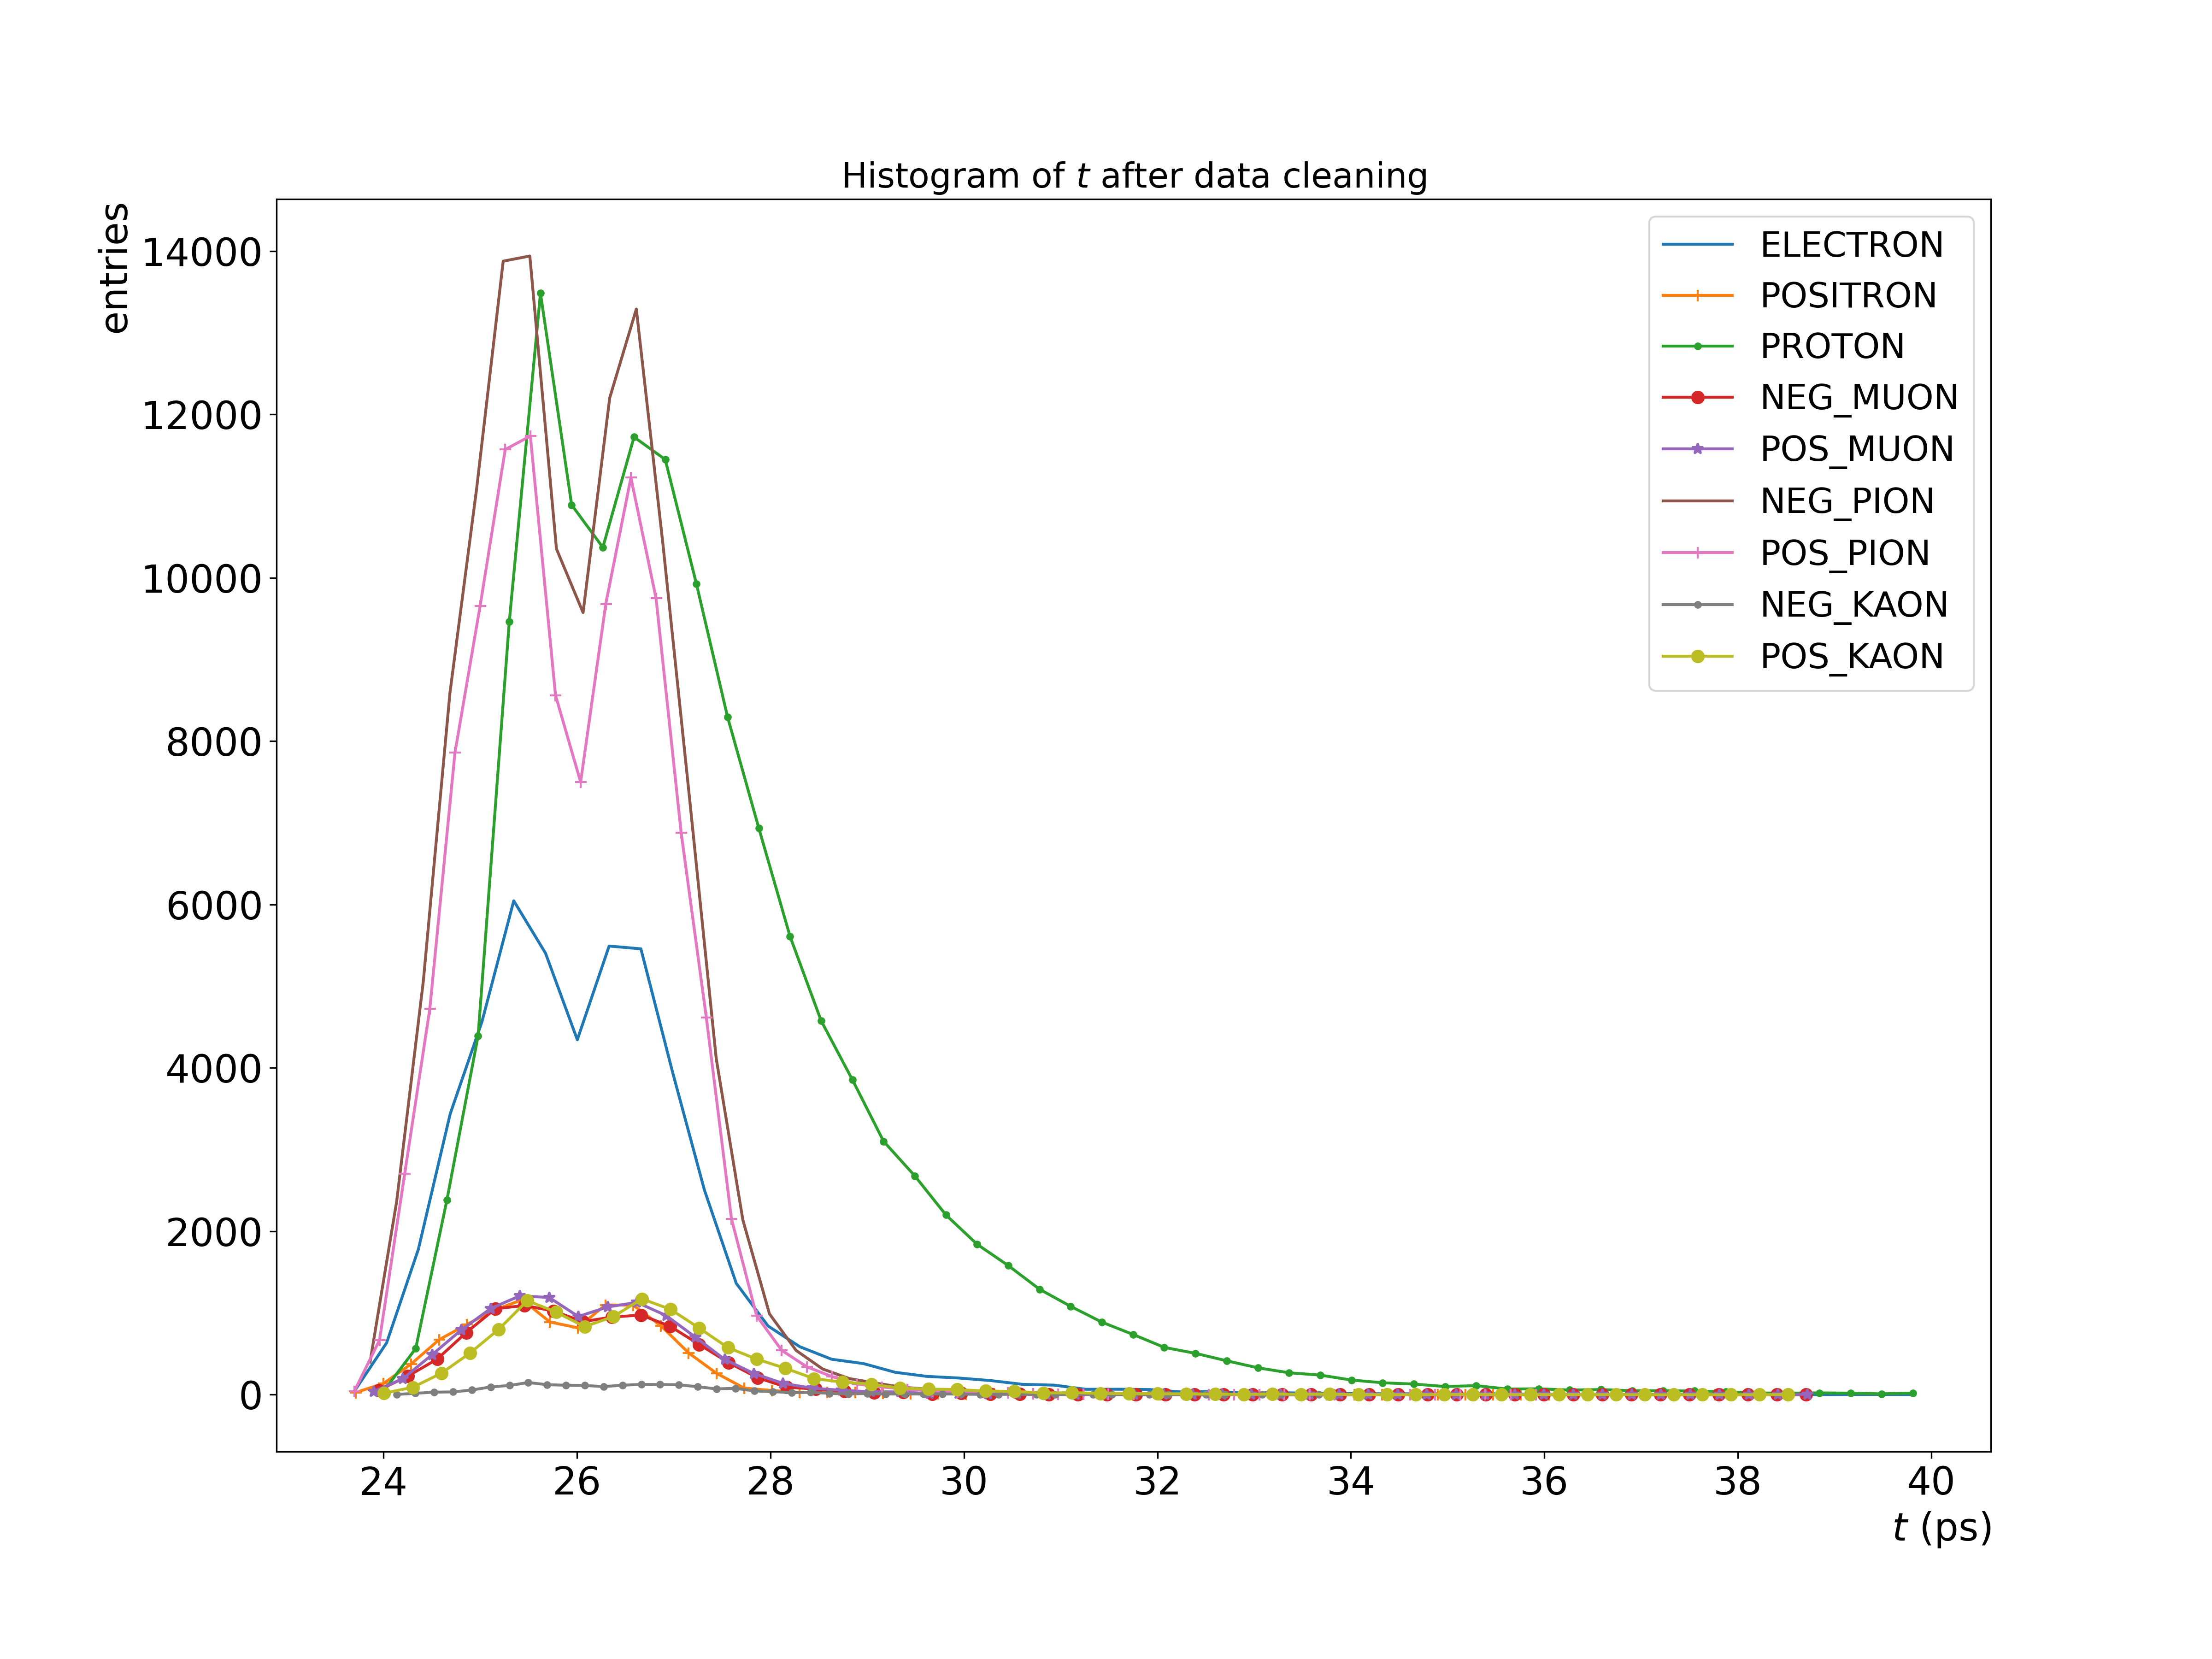 Histogram of t after data cleaning
entries
14000
12000
10000
8000
6000
4000
2000
0
ELECTRON
POSITRON
PROTON
NEG_MUON
POS_MUON
NEG_PION
POS_PION
NEG_KAON
POS_KAON
24 26 28 30 32 34 36 38 40
t (ps)